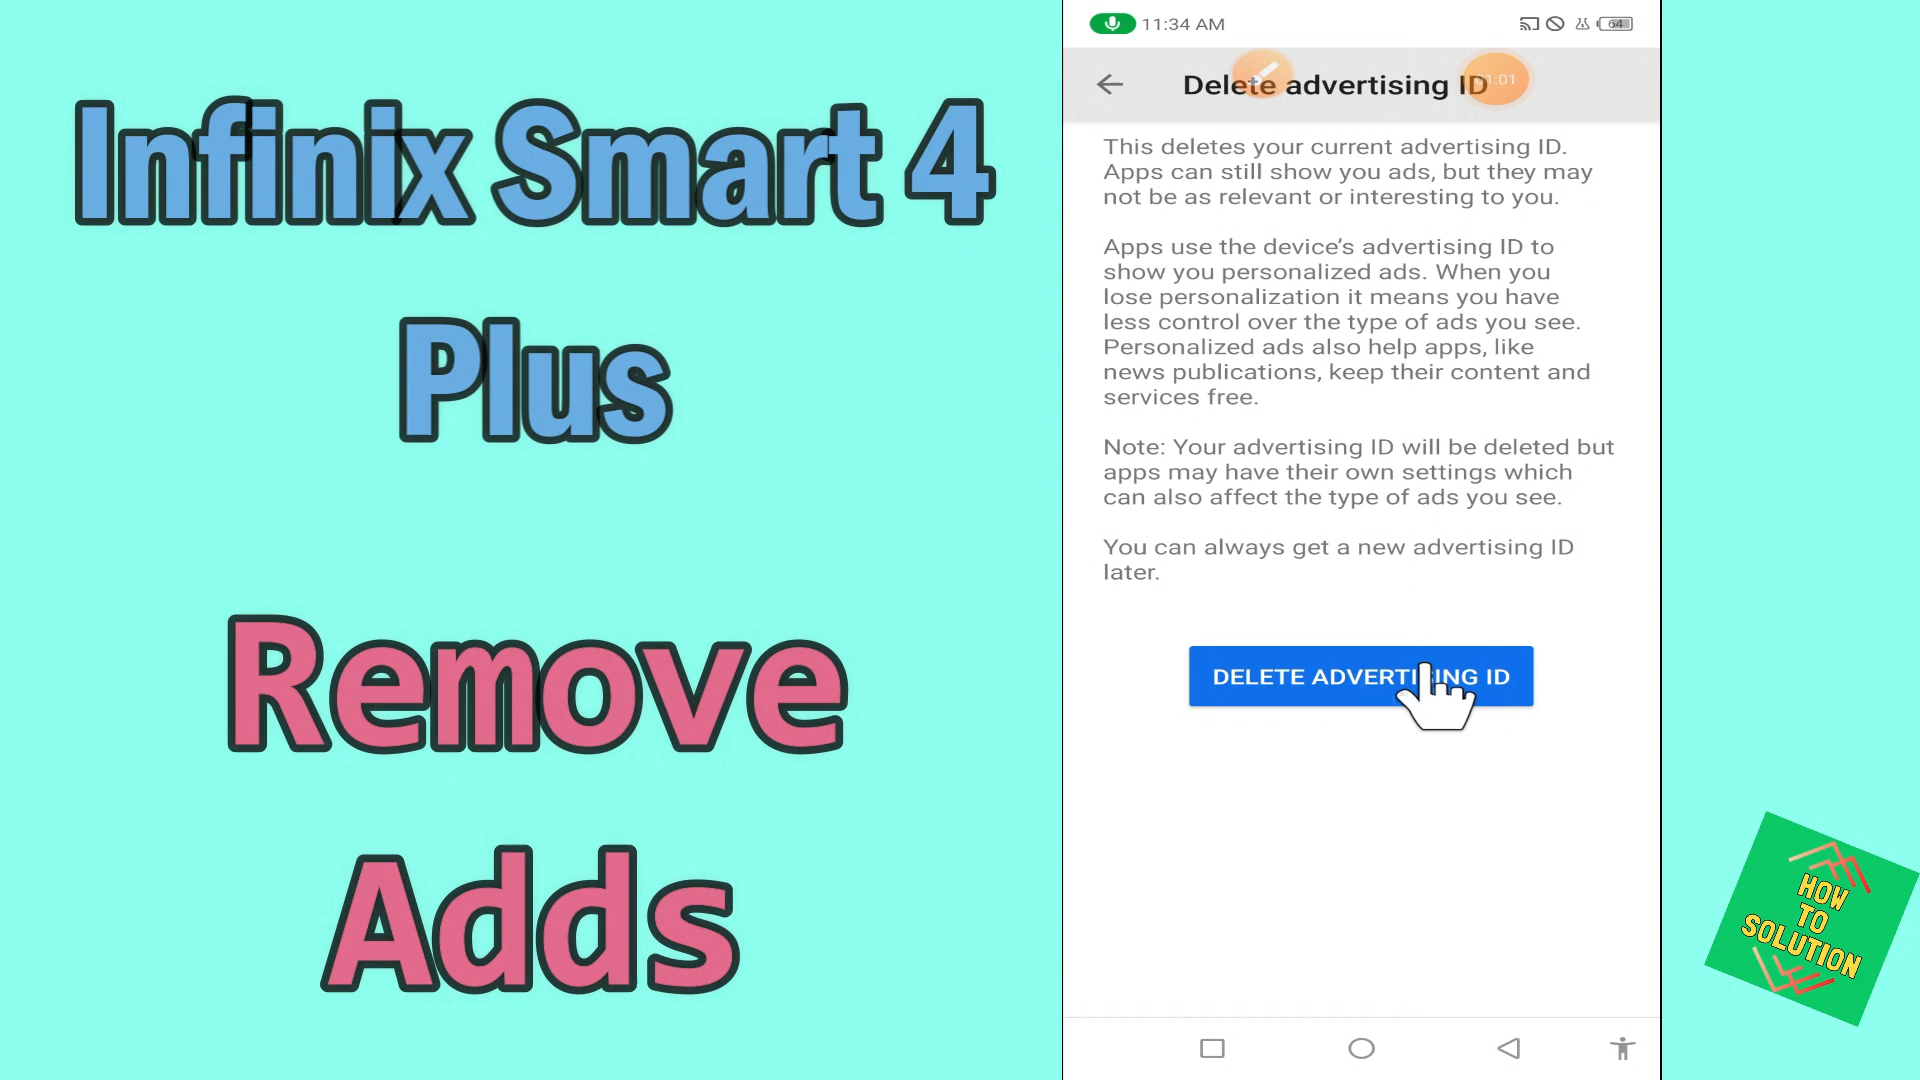 Infinix Smart 4
Plus
Remove
Adds
11:34 AM
64
Delete advertising ID
01:01
This deletes your current advertising ID.
Apps can still show you ads, but they may
not be as relevant or interesting to you.
Apps use the device's advertising ID to
show you personalized ads. When you
lose personalization it means you have
less control over the type of ads you see.
Personalized ads also help apps, like
news publications, keep their content and
services free.
Note: Your advertising ID will be deleted but
apps may have their own settings which
can also affect the type of ads you see.
You can always get a new advertising ID
later.
DELETE ADVERTISING ID
HOW
TO
SOLUTION